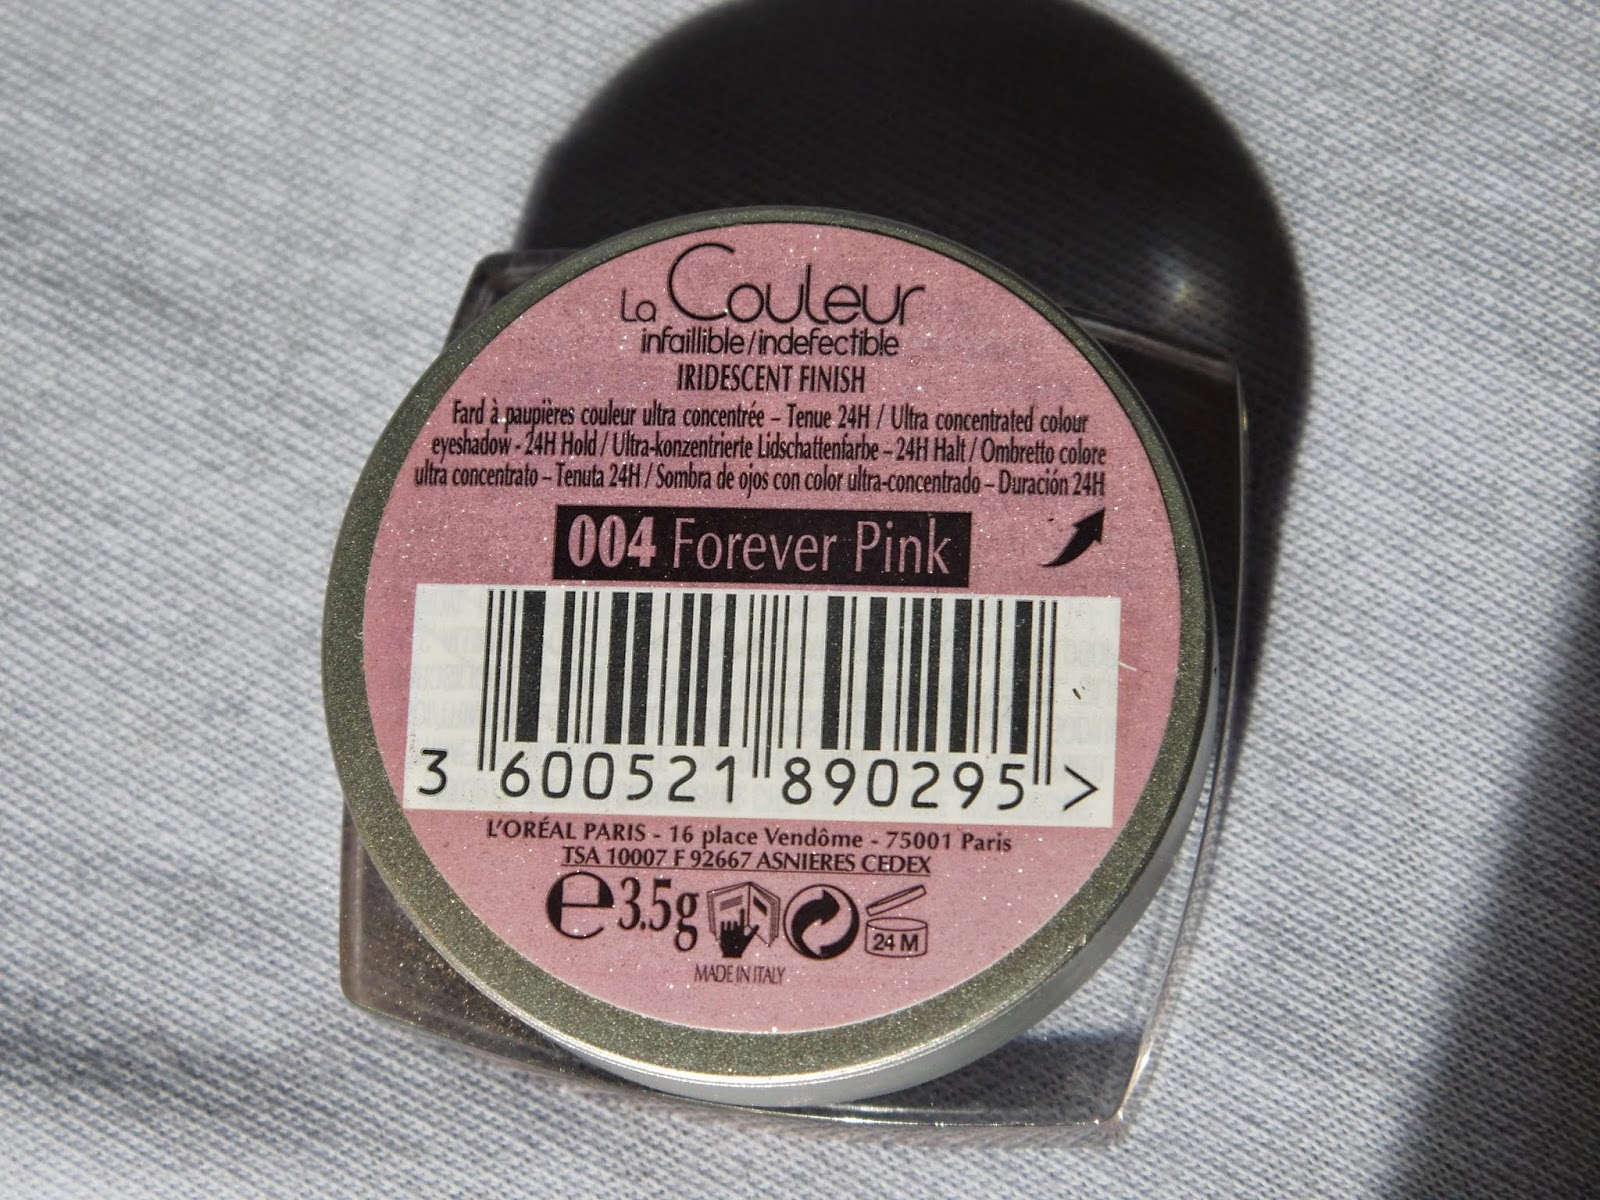 La Couleur
infaillible/indefectible
IRIDESCENT FINISH
Fard à paupières couleur ultra concentrée – Tenue 24H / Ultra concentrated colour
eyeshadow - 24H Hold / Ultra-konzentrierte Lidschattenfarbe – 24H Halt / Ombretto colore
ultra concentrato – Tenuta 24H / Sombra de ojos con color ultra-concentrado – Duración 24H
004 Forever Pink
3 600521 890295 >
L'ORÉAL PARIS - 16 place Vendôme - 75001 Paris
TSA 10007 F 92667 ASNIERES CEDEX
e 3.5g 24 M
MADE IN ITALY